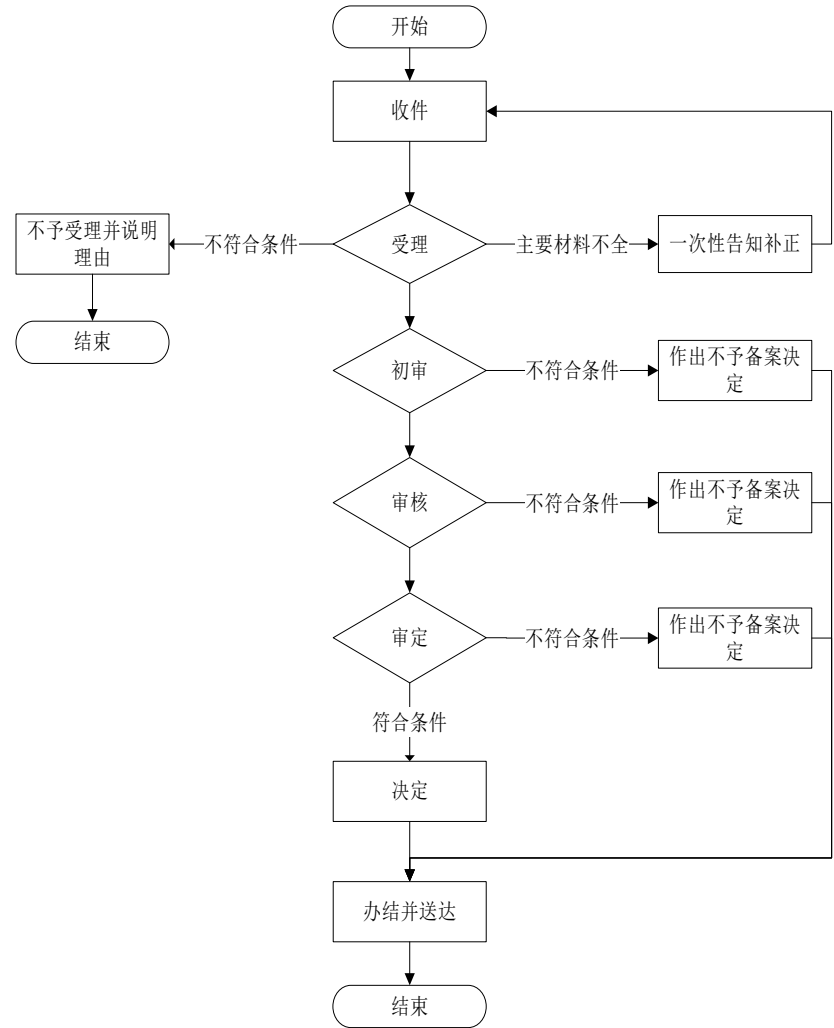 开始
收件
不予受理并说明
理由
不符合条件
受理
主要材料不全
一次性告知补正
结束
初审
不符合条件
作出不予备案决
定
审核
不符合条件
作出不予备案决
定
审定
不符合条件
作出不予备案决
定
符合条件
决定
办结并送达
结束